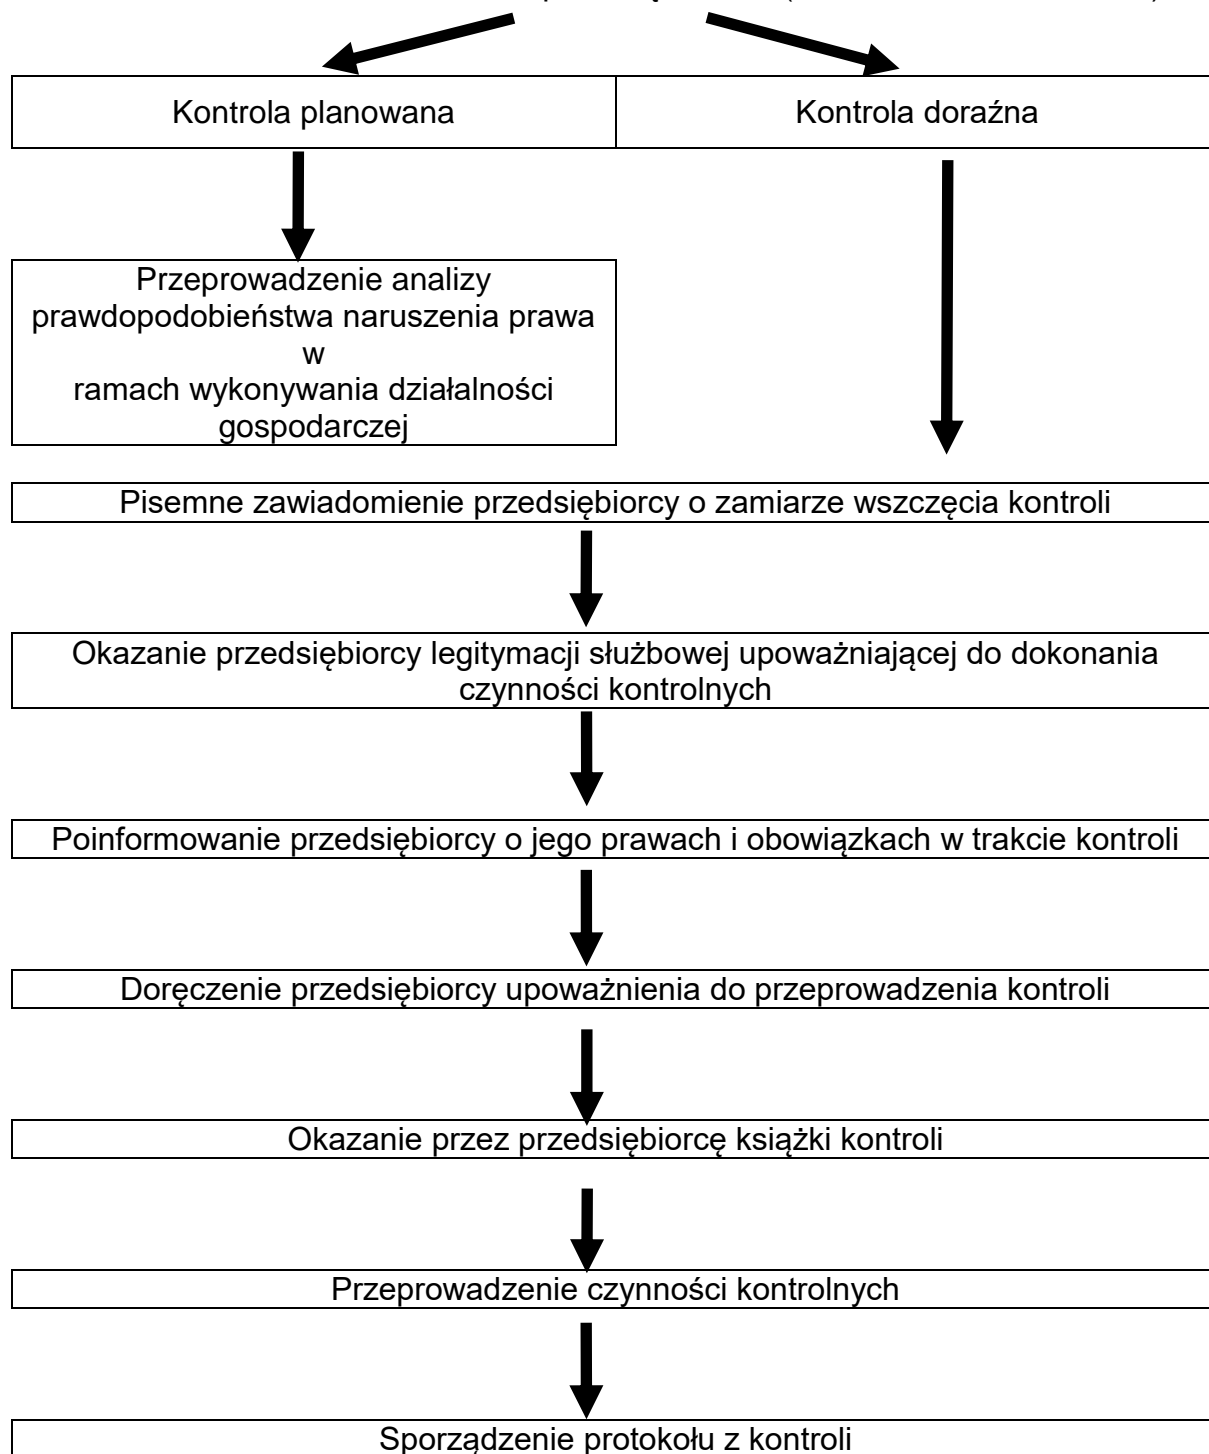 Kontrola planowana
Kontrola doraźna
Przeprowadzenie analizy
prawdopodobieństwa naruszenia prawa
w
ramach wykonywania działalności
gospodarczej
Pisemne zawiadomienie przedsiębiorcy o zamiarze wszczęcia kontroli
Okazanie przedsiębiorcy legitymacji służbowej upoważniającej do dokonania
czynności kontrolnych
Poinformowanie przedsiębiorcy o jego prawach i obowiązkach w trakcie kontroli
Doręczenie przedsiębiorcy upoważnienia do przeprowadzenia kontroli
Okazanie przez przedsiębiorcę książki kontroli
Przeprowadzenie czynności kontrolnych
Sporządzenie protokołu z kontroli